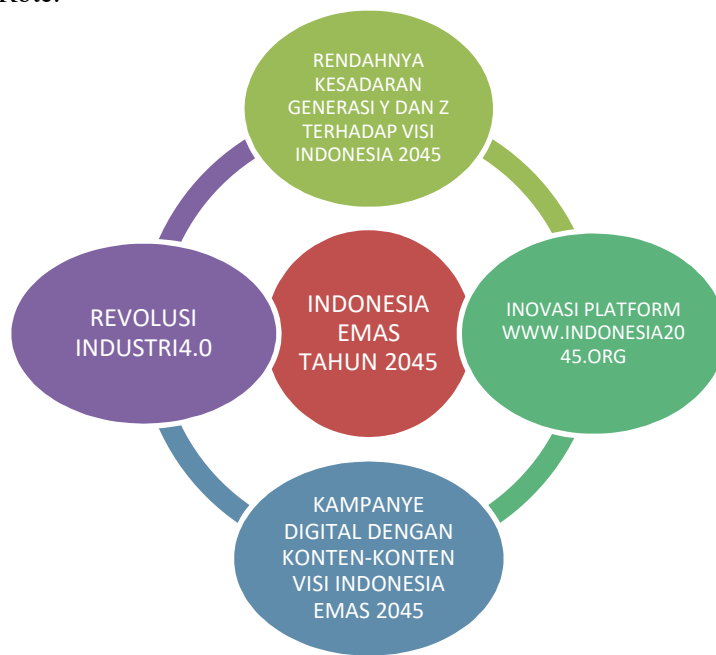 RENDAHNYA
KESADARAN
GENERASI Y DAN Z
TERHADAP VISI
INDONESIA 2045
REVOLUSI
INDUSTRI4.0
INDONESIA
EMAS
TAHUN 2045
INOVASI PLATFORM
WWW.INDONESIA20
45.ORG
KAMPANYE
DIGITAL DENGAN
KONTEN-KONTEN
VISI INDONESIA
EMAS 2045